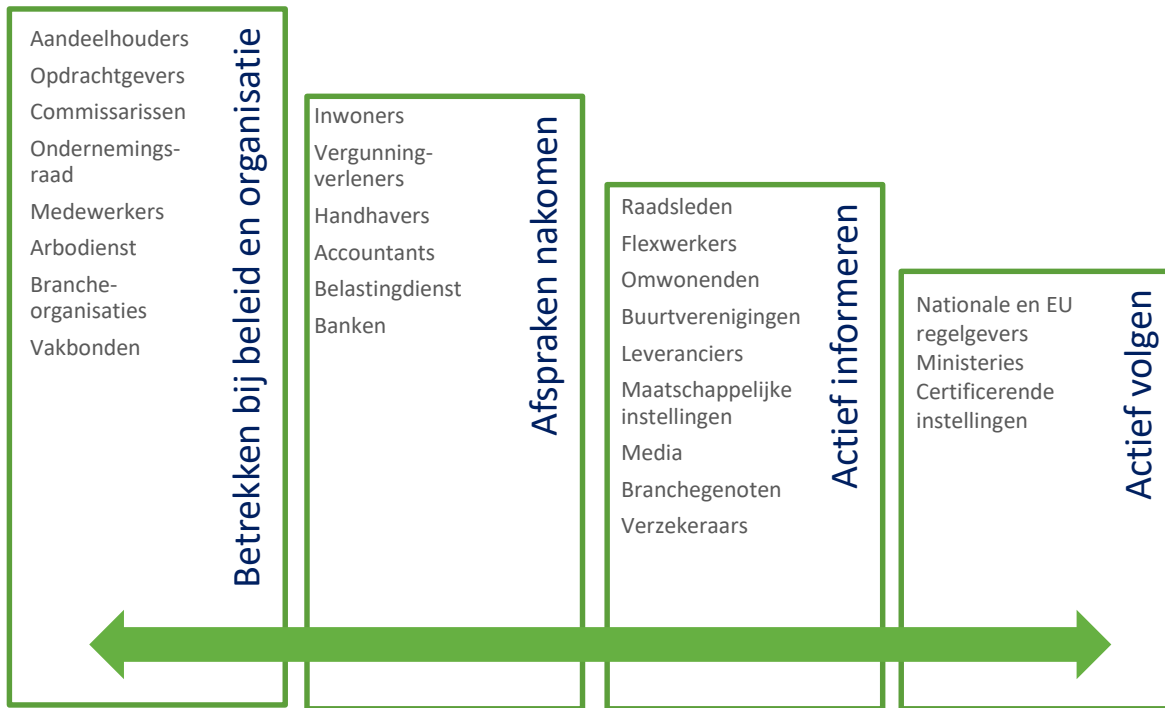 Aandeelhouders
Opdrachtgevers
Commissarissen
Ondernemings-
raad
Medewerkers
Arbodienst
Branche-
organisaties
Vakbonden
Betrekken bij beleid en organisatie
Inwoners
Vergunning-
verleners
Handhavers
Accountants
Belastingdienst
Banken
Afspraken nakomen
Raadsleden
Flexwerkers
Omwonenden
Buurtverenigingen
Leveranciers
Maatschappelijke
instellingen
Media
Branchegenoten
Verzekeraars
Actief informeren
Nationale en EU
regelgevers
Ministeries
Certificerende
instellingen
Actief volgen